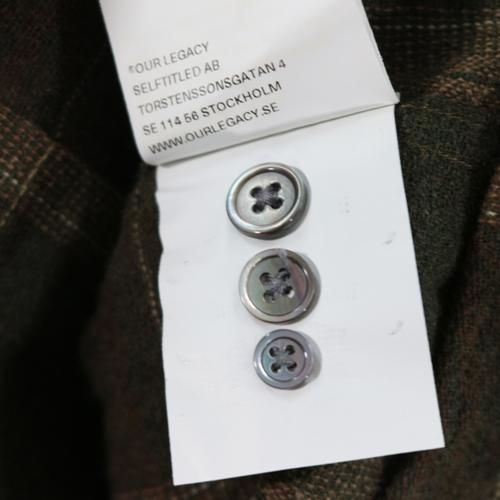 ®OUR LEGACY
SELFTITLED AB
TORSTENSSONSGATAN 4
SE 114 56 STOCKHOLM
WWW.OURLEGACY.SE